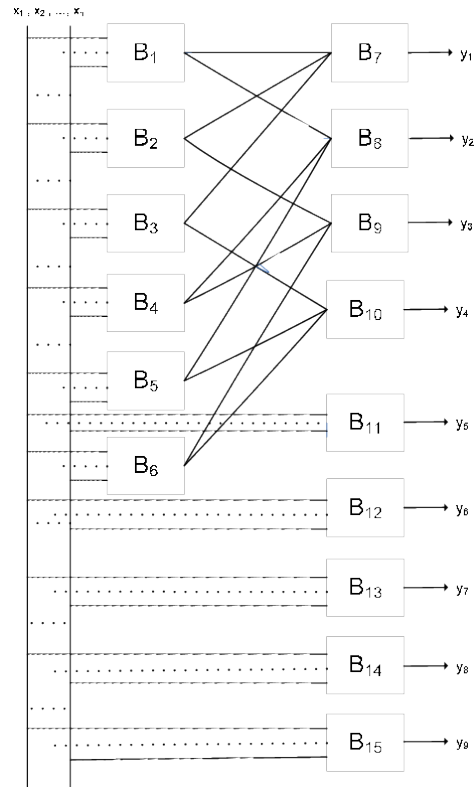 x₁, x₂, ..., xₙ
B₁
B₇
y₁
B₂
B₈
y₂
B₃
B₉
y₃
B₄
B₁₀
y₄
B₅
B₁₁
y₅
B₆
B₁₂
y₆
B₁₃
y₇
B₁₄
y₈
B₁₅
y₉